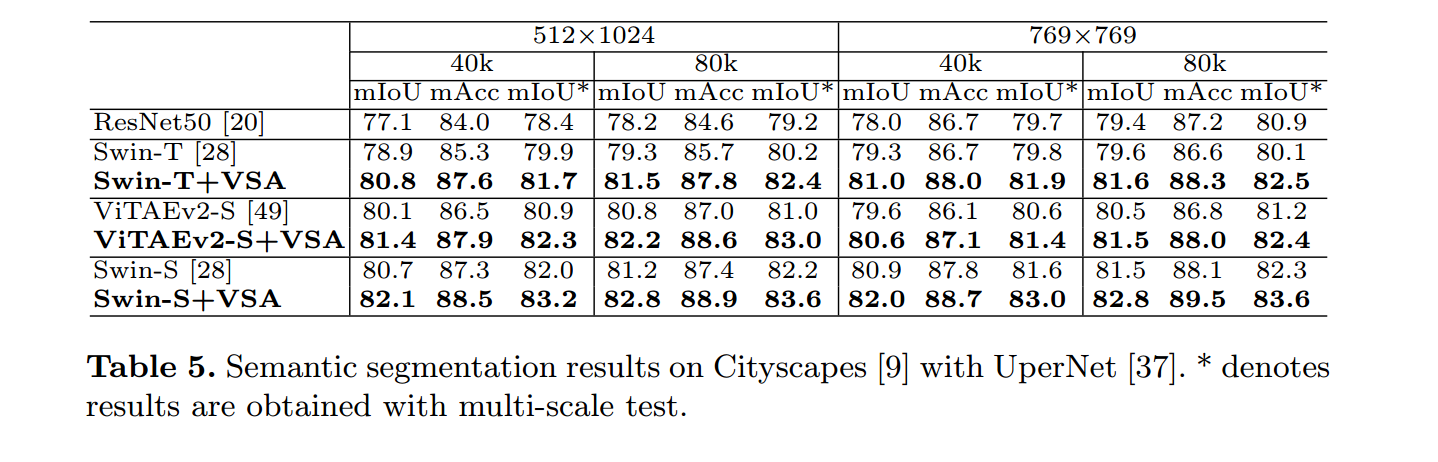 512×1024 769×769
40k 80k 40k 80k
mIoU mAcc mIoU* mIoU mAcc mIoU* mIoU mAcc mIoU* mIoU mAcc mIoU*
ResNet50 [20] 77.1 84.0 78.4 78.2 84.6 79.2 78.0 86.7 79.7 79.4 87.2 80.9
Swin-T [28] 78.9 85.3 79.9 79.3 85.7 80.2 79.3 86.7 79.8 79.6 86.6 80.1
Swin-T+VSA 80.8 87.6 81.7 81.5 87.8 82.4 81.0 88.0 81.9 81.6 88.3 82.5
ViTAEv2-S [49] 80.1 86.5 80.9 80.8 87.0 81.0 79.6 86.1 80.6 80.5 86.8 81.2
ViTAEv2-S+VSA 81.4 87.9 82.3 82.2 88.6 83.0 80.6 87.1 81.4 81.5 88.0 82.4
Swin-S [28] 80.7 87.3 82.0 81.2 87.4 82.2 80.9 87.8 81.6 81.5 88.1 82.3
Swin-S+VSA 82.1 88.5 83.2 82.8 88.9 83.6 82.0 88.7 83.0 82.8 89.5 83.6
Table 5. Semantic segmentation results on Cityscapes [9] with UperNet [37]. * denotes
results are obtained with multi-scale test.